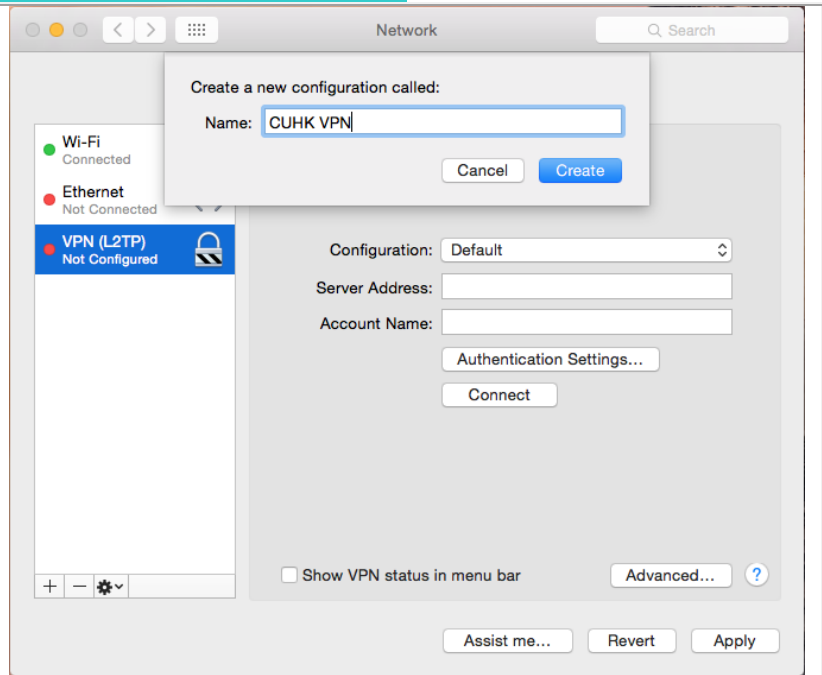 Network
Search
Create a new configuration called:
Name: CUHK VPN
Cancel Create
Wi-Fi
Connected
Ethernet
Not Connected
VPN (L2TP)
Not Configured
Configuration: Default
Server Address:
Account Name:
Authentication Settings...
Connect
Show VPN status in menu bar
Advanced... ?
Assist me... Revert Apply